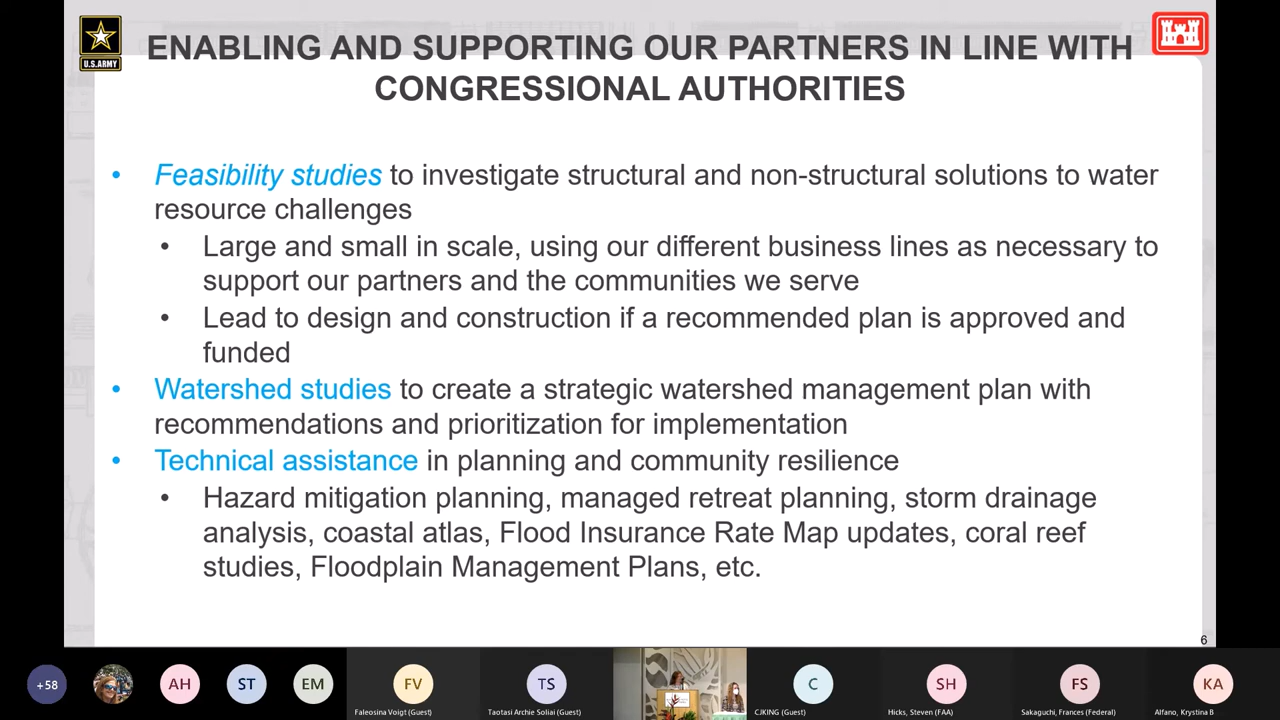 U.S.ARMY
ENABLING AND SUPPORTING OUR PARTNERS IN LINE WITH
CONGRESSIONAL AUTHORITIES
• Feasibility studies to investigate structural and non-structural solutions to water
resource challenges
• Large and small in scale, using our different business lines as necessary to
support our partners and the communities we serve
• Lead to design and construction if a recommended plan is approved and
funded
• Watershed studies to create a strategic watershed management plan with
recommendations and prioritization for implementation
• Technical assistance in planning and community resilience
• Hazard mitigation planning, managed retreat planning, storm drainage
analysis, coastal atlas, Flood Insurance Rate Map updates, coral reef
studies, Floodplain Management Plans, etc.
6
+58
AH
ST
EM
FV
Faleosina Voigt (Guest)
TS
Taotasi Archie Soliai (Guest)
C
CJKING (Guest)
SH
Hicks, Steven (FAA)
FS
Sakaguchi, Frances (Federal)
KA
Alfano, Krystina B